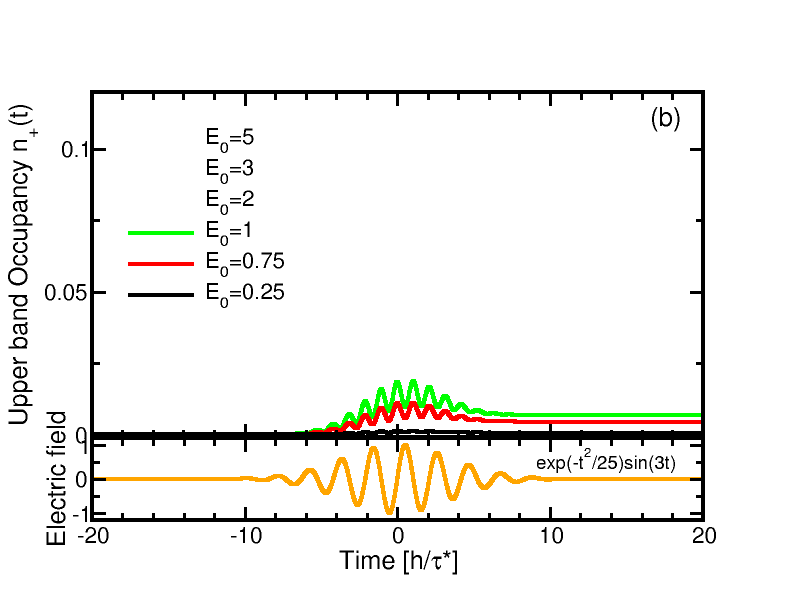 (b)
Upper band Occupancy n₊(t)
0.1
0.05
0
E₀=5
E₀=3
E₀=2
E₀=1
E₀=0.75
E₀=0.25
Electric field
1
0
-1
exp(-t²/25)sin(3t)
-20 -10 0 10 20
Time [h/τ*]